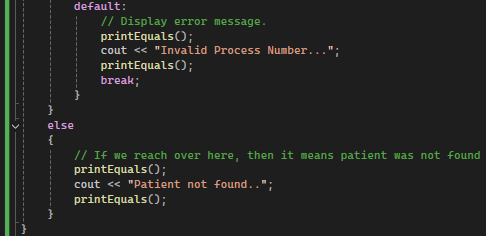 default:
// Display error message.
printEquals();
cout << "Invalid Process Number...";
printEquals();
break;
}
}
else
{
// If we reach over here, then it means patient was not found
printEquals();
cout << "Patient not found..";
printEquals();
}
}